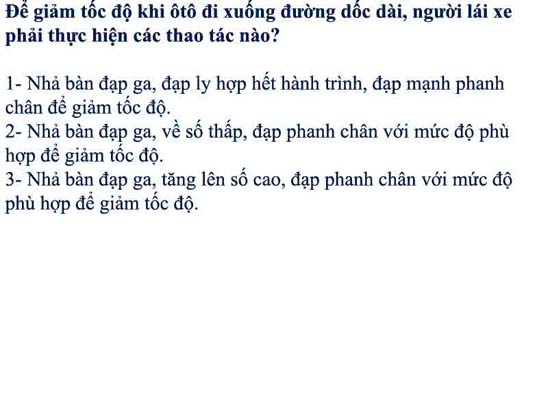 Để giảm tốc độ khi ôtô đi xuống đường dốc dài, người lái xe
phải thực hiện các thao tác nào?
1- Nhả bàn đạp ga, đạp ly hợp hết hành trình, đạp mạnh phanh
chân để giảm tốc độ.
2- Nhả bàn đạp ga, về số thấp, đạp phanh chân với mức độ phù
hợp để giảm tốc độ.
3- Nhả bàn đạp ga, tăng lên số cao, đạp phanh chân với mức độ
phù hợp để giảm tốc độ.